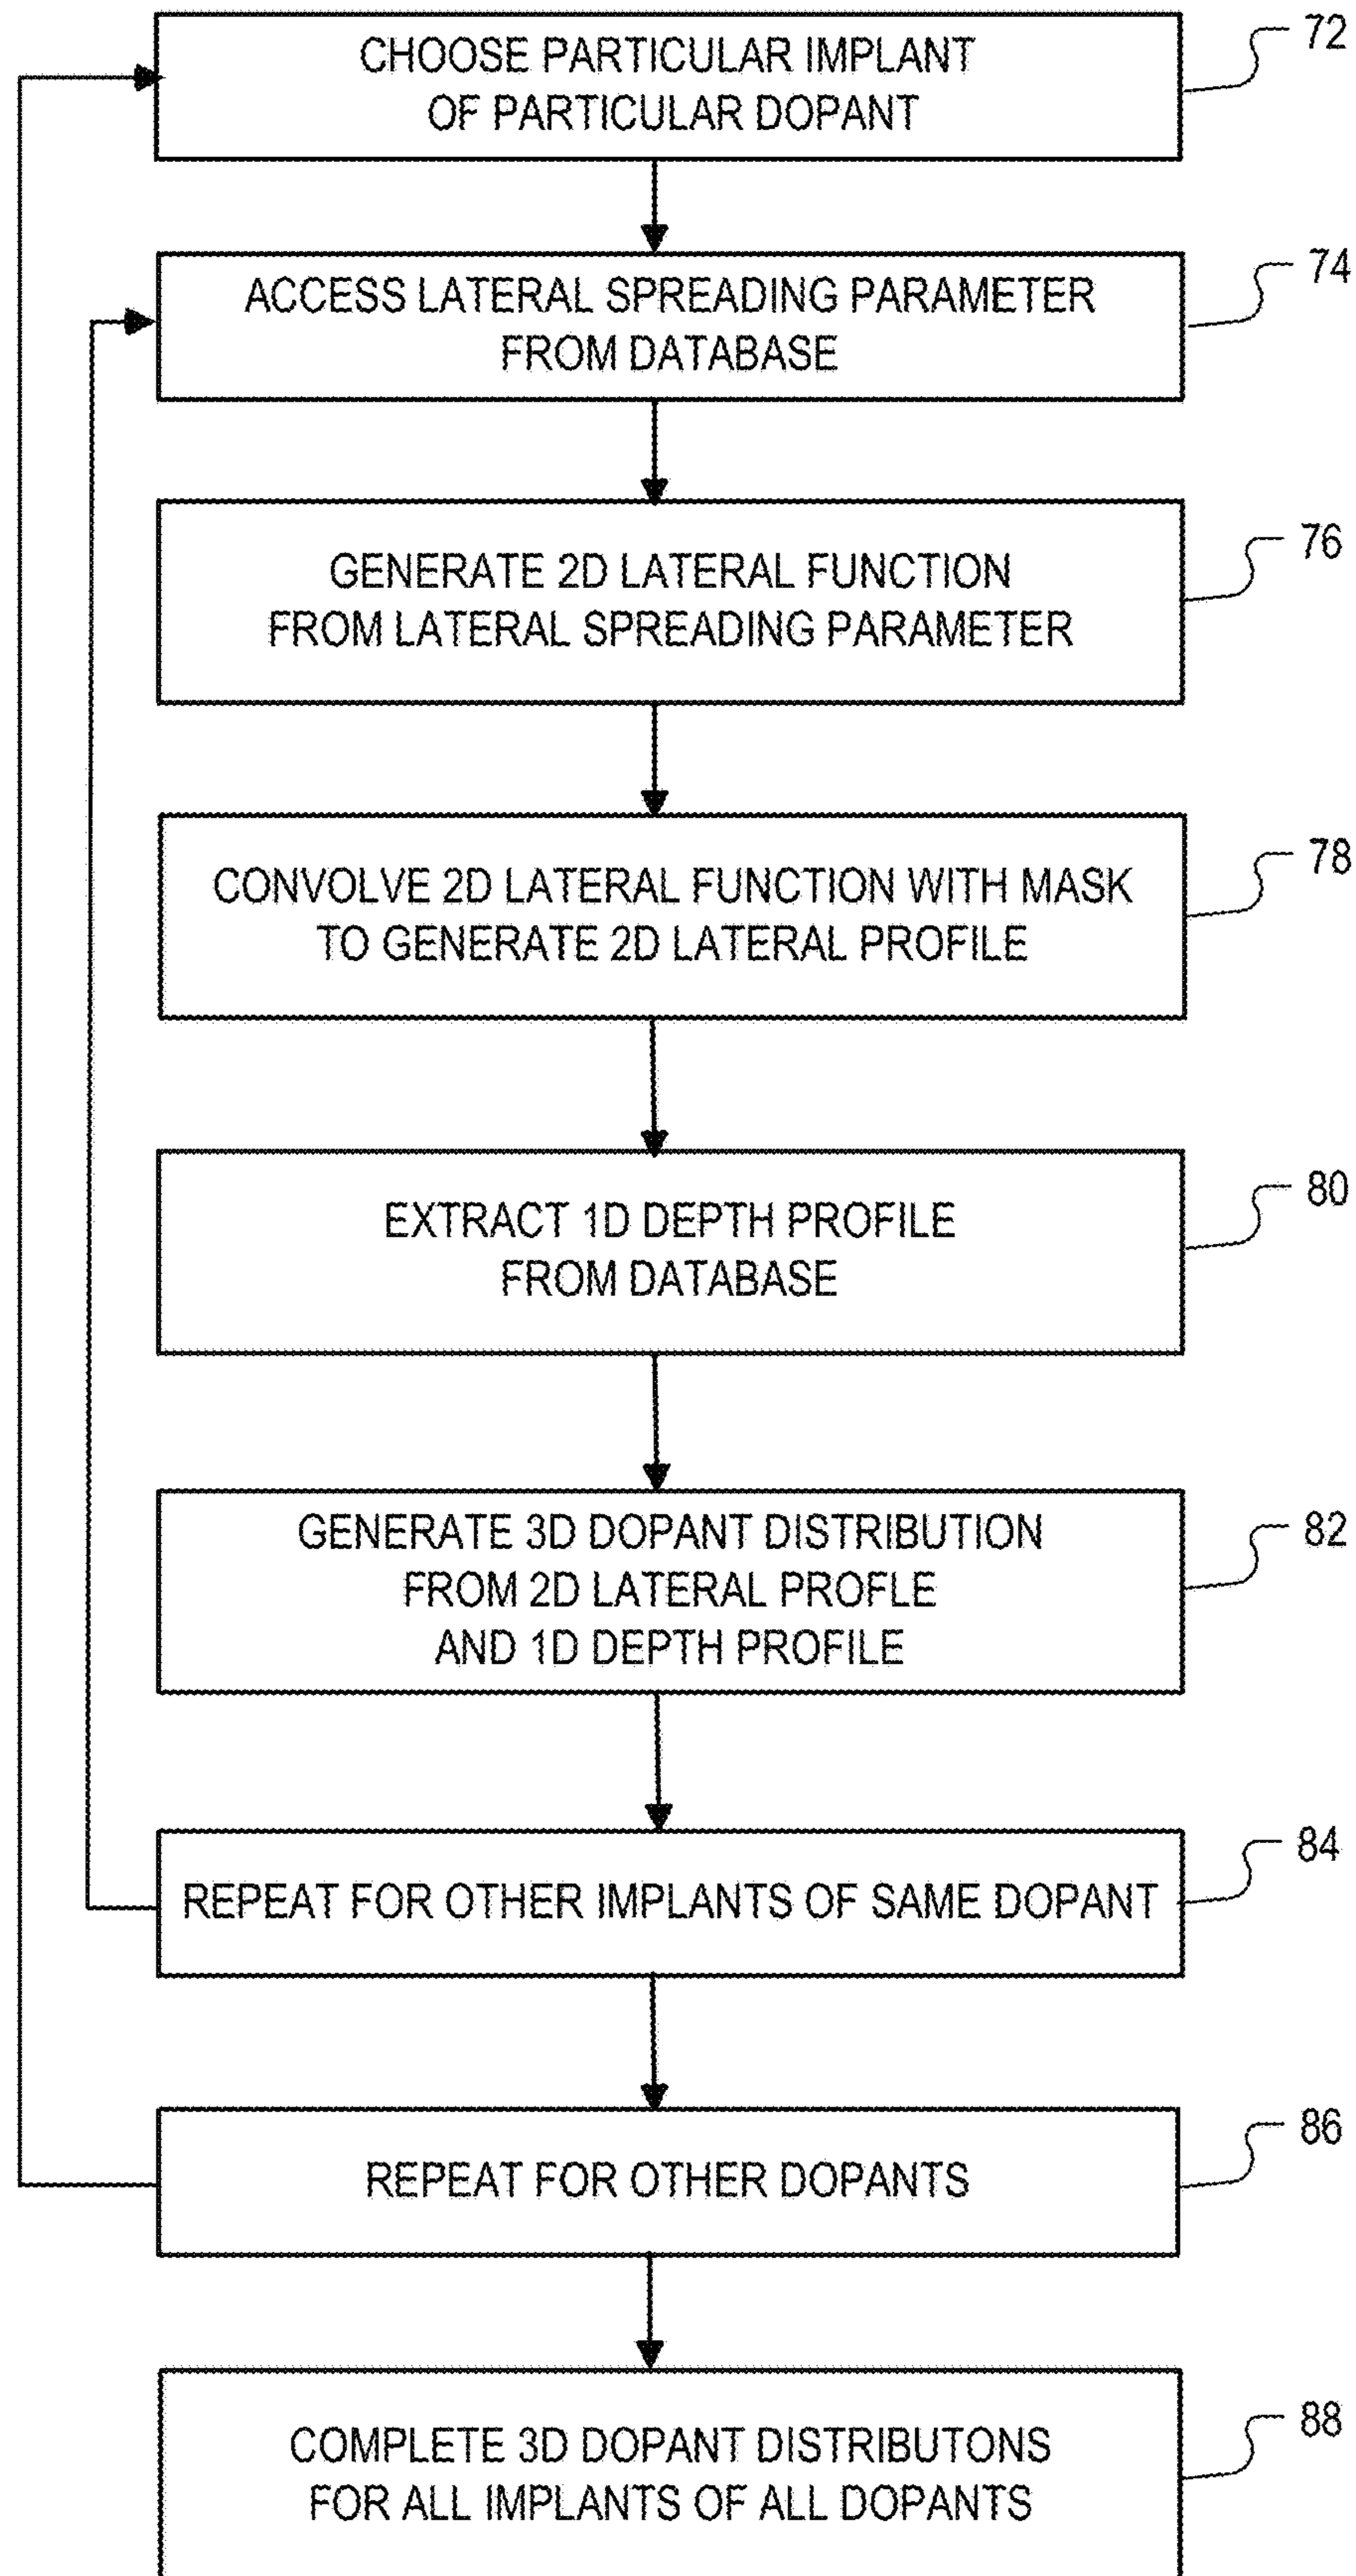 CHOOSE PARTICULAR IMPLANT
OF PARTICULAR DOPANT
72
ACCESS LATERAL SPREADING PARAMETER
FROM DATABASE
74
GENERATE 2D LATERAL FUNCTION
FROM LATERAL SPREADING PARAMETER
76
CONVOLVE 2D LATERAL FUNCTION WITH MASK
TO GENERATE 2D LATERAL PROFILE
78
EXTRACT 1D DEPTH PROFILE
FROM DATABASE
80
GENERATE 3D DOPANT DISTRIBUTION
FROM 2D LATERAL PROFLE
AND 1D DEPTH PROFILE
82
REPEAT FOR OTHER IMPLANTS OF SAME DOPANT
84
REPEAT FOR OTHER DOPANTS
86
COMPLETE 3D DOPANT DISTRIBUTONS
FOR ALL IMPLANTS OF ALL DOPANTS
88